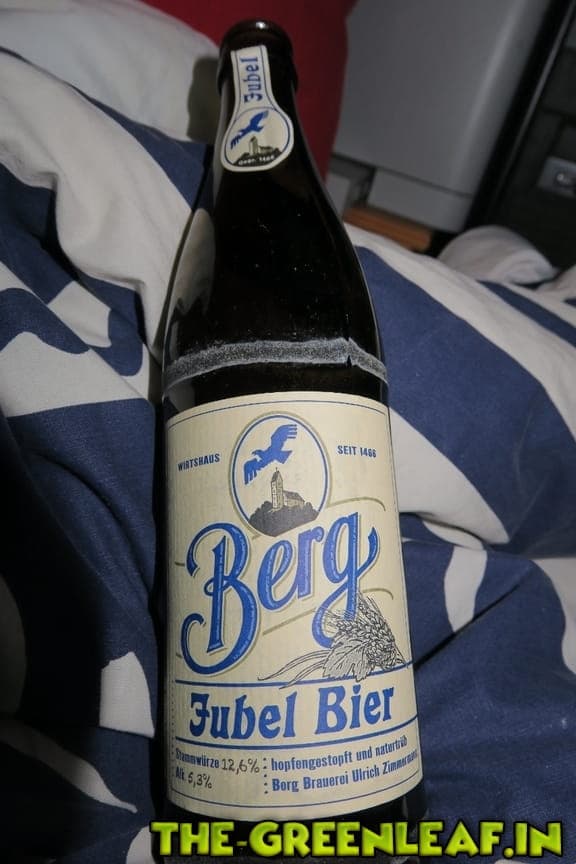 Jubel
Gegr. 1466
WIRTSHAUS
SEIT 1466
Berg
Jubel Bier
Stammwürze 12,6%
Alk. 5,3%
hopfengestopft und naturtrüb
Berg Brauerei Ulrich Zimmermann
THE-GREENLEAF.IN